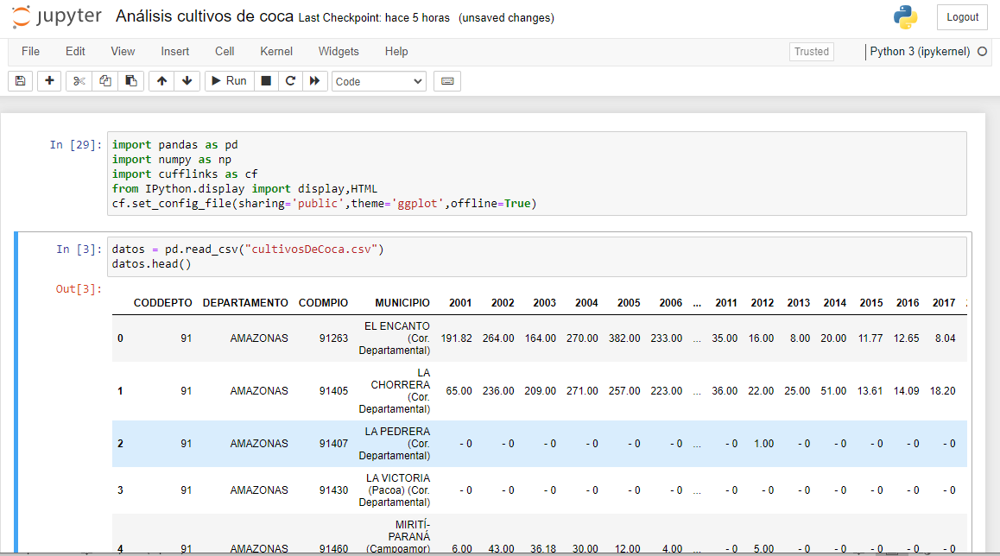 jupyter Análisis cultivos de coca Last Checkpoint: hace 5 horas (unsaved changes) Logout
File Edit View Insert Cell Kernel Widgets Help Trusted Python 3 (ipykernel)
Run Code
In [29]: import pandas as pd
import numpy as np
import cufflinks as cf
from IPython.display import display,HTML
cf.set_config_file(sharing='public',theme='ggplot',offline=True)
In [3]: datos = pd.read_csv("cultivosDeCoca.csv")
datos.head()
Out[3]:
CODDEPTO DEPARTAMENTO CODMPIO MUNICIPIO 2001 2002 2003 2004 2005 2006 ... 2011 2012 2013 2014 2015 2016 2017
EL ENCANTO
0 91 AMAZONAS 91263 (Cor. 191.82 264.00 164.00 270.00 382.00 233.00 ... 35.00 16.00 8.00 20.00 11.77 12.65 8.04
Departamental)
LA
CHORRERA
1 91 AMAZONAS 91405 (Cor. 65.00 236.00 209.00 271.00 257.00 223.00 ... 36.00 22.00 25.00 51.00 13.61 14.09 18.20
Departamental)
LA PEDRERA
2 91 AMAZONAS 91407 (Cor. - 0 - 0 - 0 - 0 - 0 - 0 ... - 0 1.00 - 0 - 0 - 0 - 0 - 0
Departamental)
LA VICTORIA
3 91 AMAZONAS 91430 (Pacoa) (Cor. - 0 - 0 - 0 - 0 - 0 - 0 ... - 0 - 0 - 0 - 0 - 0 - 0 - 0
Departamental)
MIRITÍ-
PARANÁ
4 91 AMAZONAS 91460 (Campoamor) 6.00 43.00 36.18 30.00 12.00 4.00 ... - 0 5.00 - 0 - 0 - 0 - 0 - 0